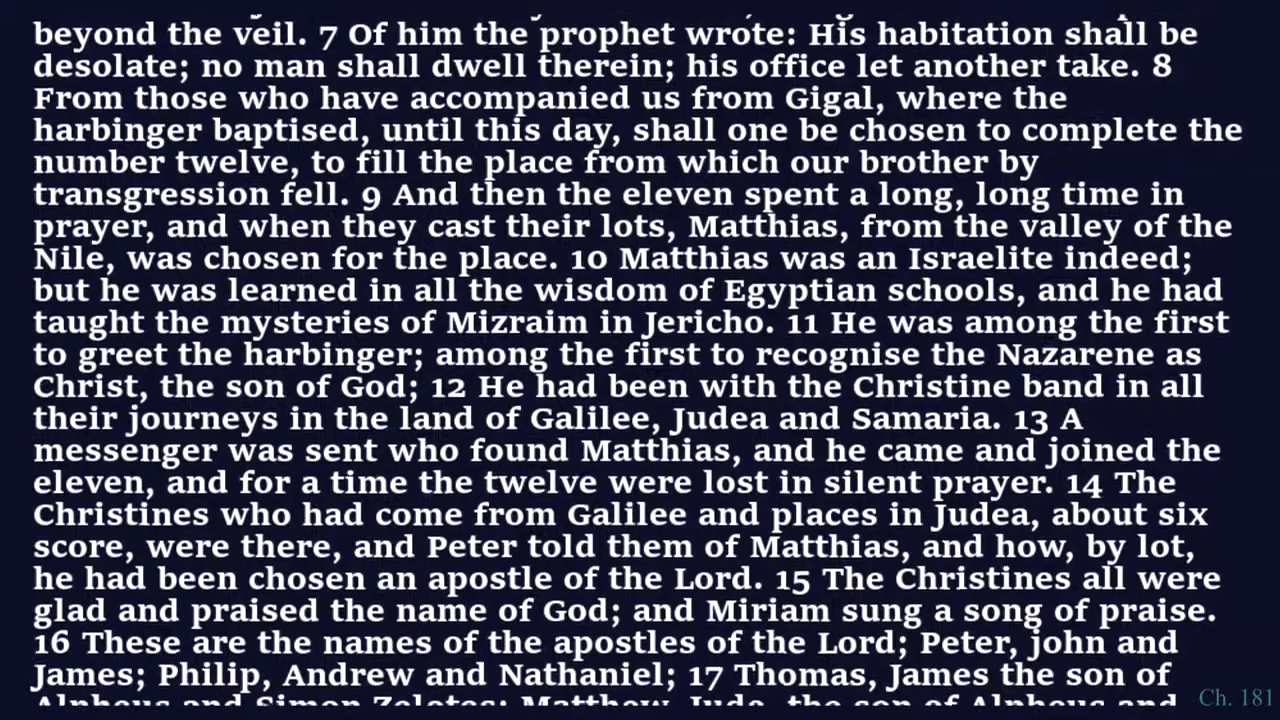 beyond the veil. 7 Of him the prophet wrote: His habitation shall be
desolate; no man shall dwell therein; his office let another take. 8
From those who have accompanied us from Gigal, where the
harbinger baptised, until this day, shall one be chosen to complete the
number twelve, to fill the place from which our brother by
transgression fell. 9 And then the eleven spent a long, long time in
prayer, and when they cast their lots, Matthias, from the valley of the
Nile, was chosen for the place. 10 Matthias was an Israelite indeed;
but he was learned in all the wisdom of Egyptian schools, and he had
taught the mysteries of Mizraim in Jericho. 11 He was among the first
to greet the harbinger; among the first to recognise the Nazarene as
Christ, the son of God; 12 He had been with the Christine band in all
their journeys in the land of Galilee, Judea and Samaria. 13 A
messenger was sent who found Matthias, and he came and joined the
eleven, and for a time the twelve were lost in silent prayer. 14 The
Christines who had come from Galilee and places in Judea, about six
score, were there, and Peter told them of Matthias, and how, by lot,
he had been chosen an apostle of the Lord. 15 The Christines all were
glad and praised the name of God; and Miriam sung a song of praise.
16 These are the names of the apostles of the Lord; Peter, john and
James; Philip, Andrew and Nathaniel; 17 Thomas, James the son of
Alpheus and Simon Zelotes; Matthew, Jude, the son of Alpheus and
Ch. 181